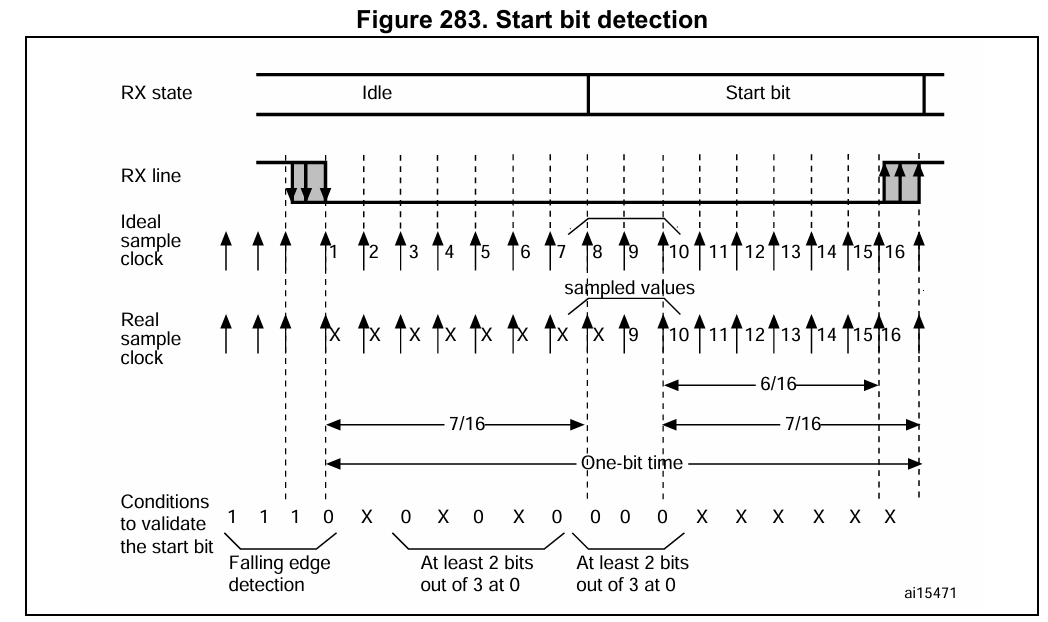 Figure 283. Start bit detection
RX state
Idle
Start bit
RX line
Ideal
sample
clock
1 2 3 4 5 6 7 8 9 10 11 12 13 14 15 16
sampled values
Real
sample
clock
X X X X X X X X 9 10 11 12 13 14 15 16
6/16
7/16
7/16
One-bit time
Conditions
to validate
the start bit
1 1 1 0 X 0 X 0 X 0 0 0 0 X X X X X X
Falling edge
detection
At least 2 bits
out of 3 at 0
At least 2 bits
out of 3 at 0
ai15471